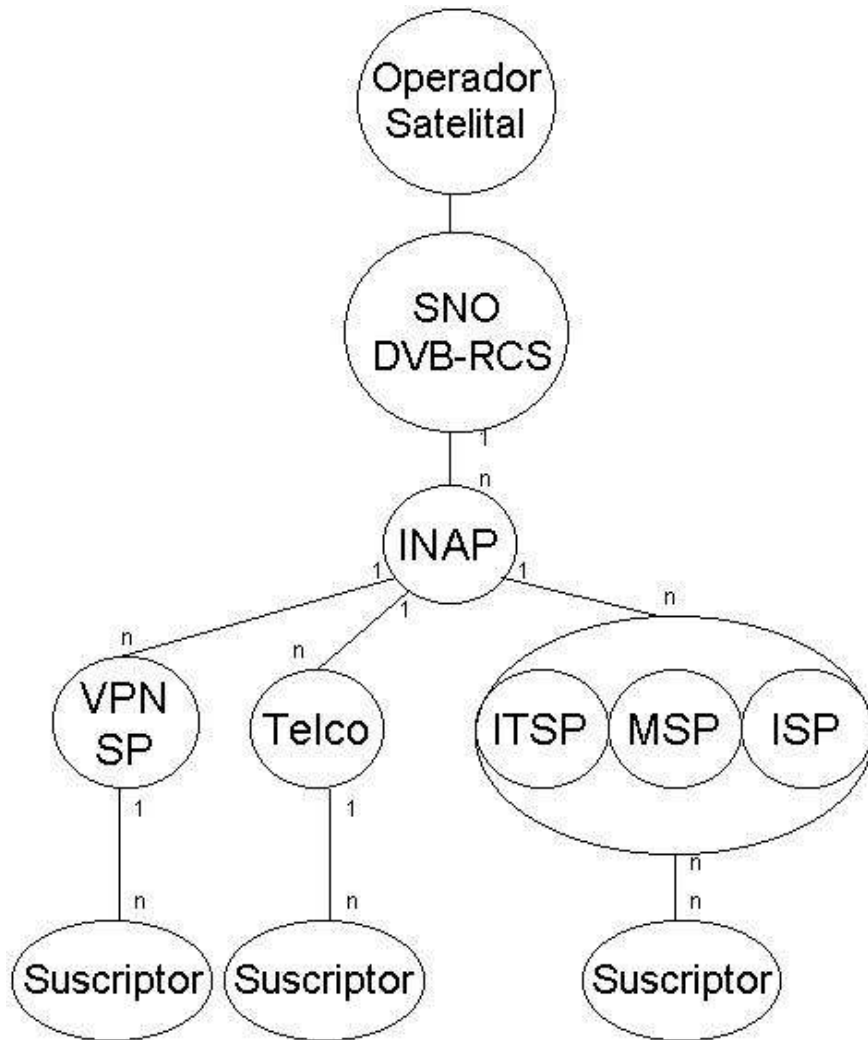 Operador
Satelital
SNO
DVB-RCS
1
n
INAP
1
1
1
n
n
n
VPN
SP
Telco
ITSP
MSP
ISP
1
1
n
n
n
n
Suscriptor
Suscriptor
Suscriptor